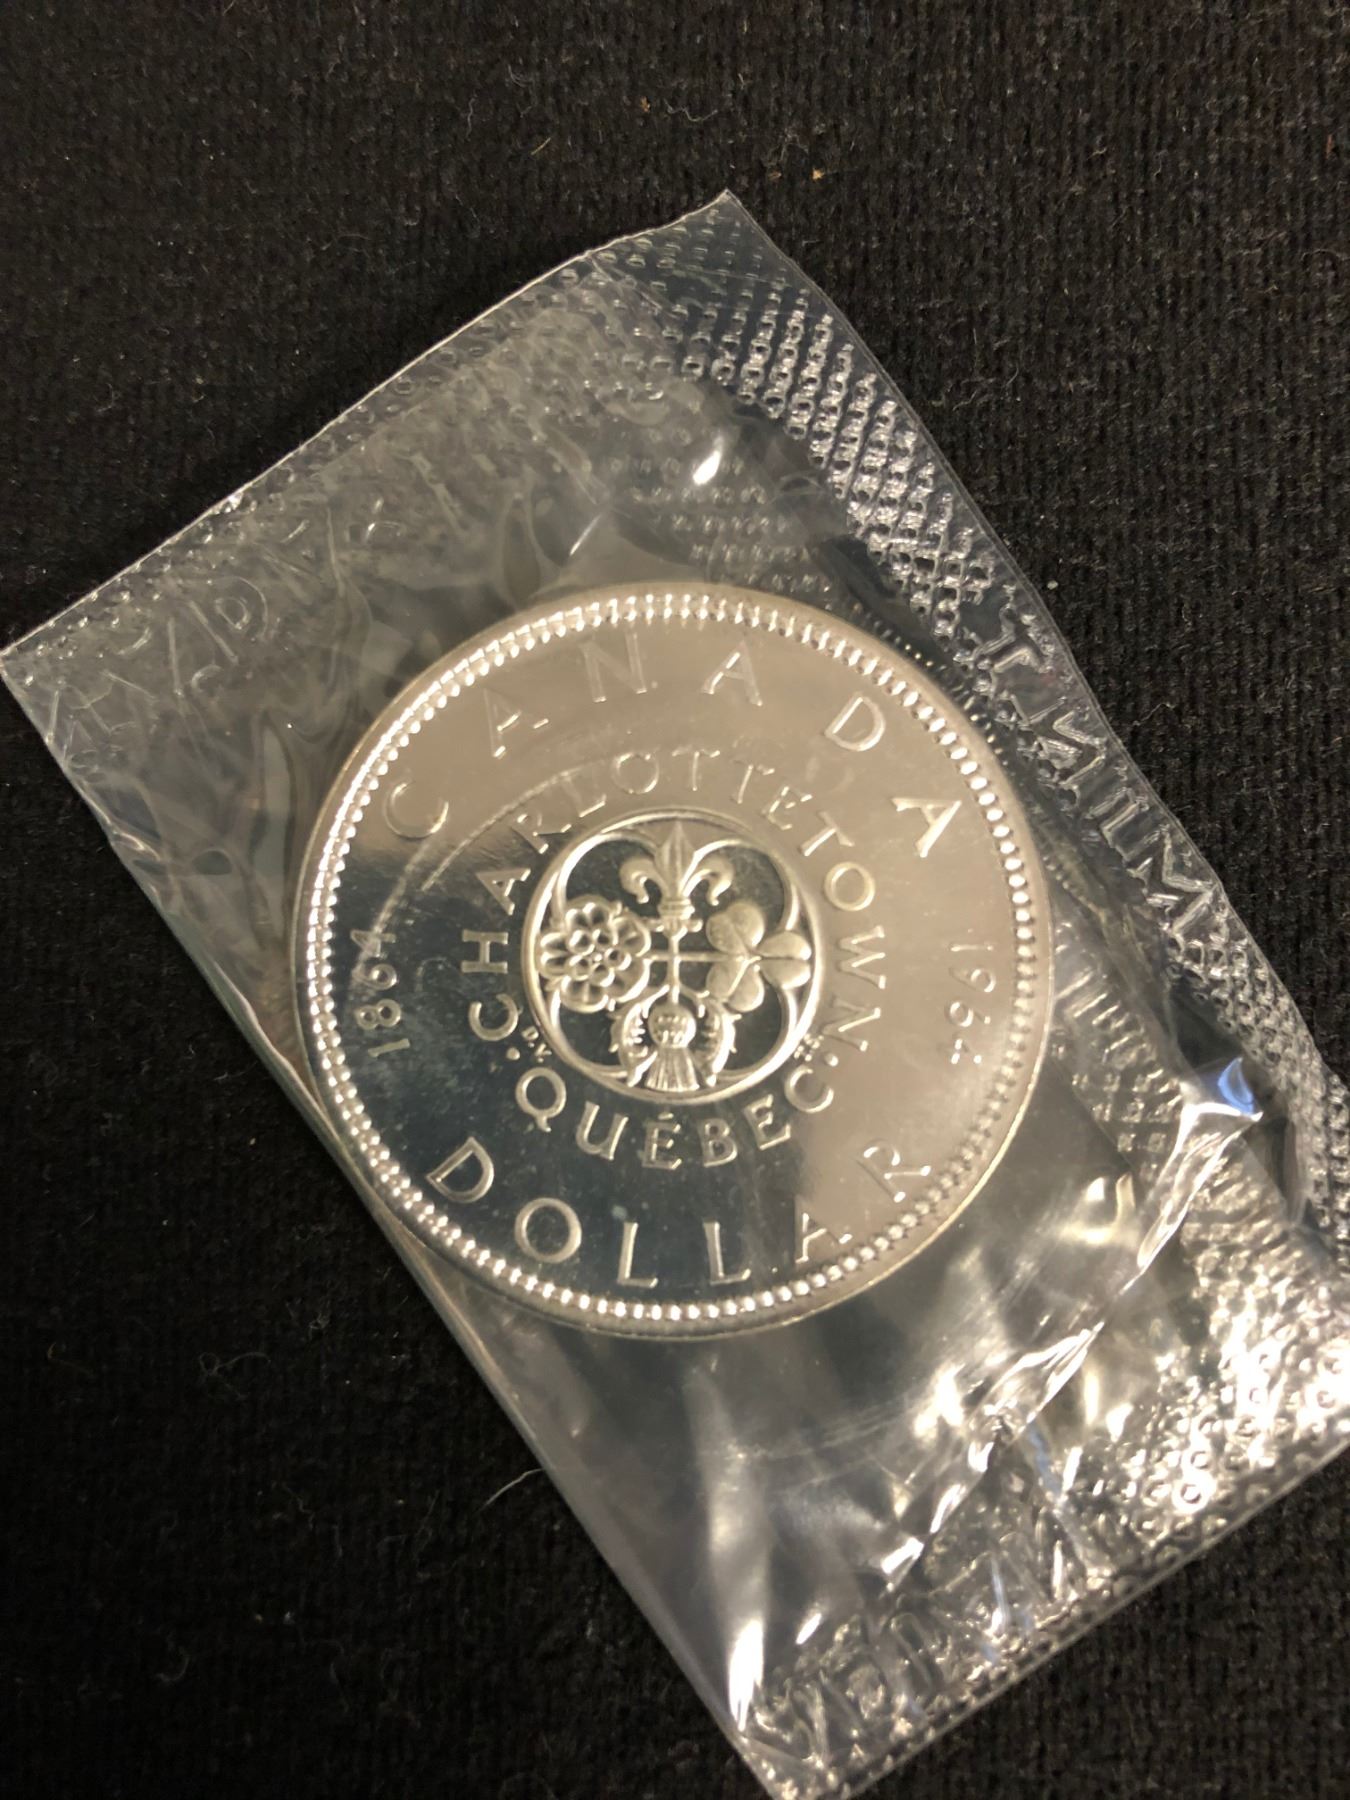 CANADA
CHARLOTTETOWN
1864
1964
D.V.
• QUÉBEC •
DOLLAR